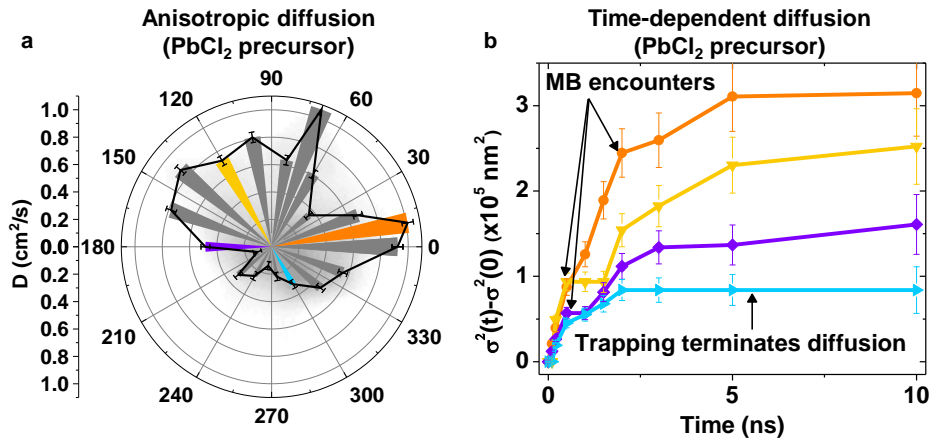 Anisotropic diffusion
(PbCl2 precursor)
a
90
120
60
150
30
180
0
210
330
240
300
270
D (cm2/s)
1.0
0.8
0.6
0.4
0.2
0.0
0.2
0.4
0.6
0.8
1.0
Time-dependent diffusion
(PbCl2 precursor)
b
MB encounters
Trapping terminates diffusion
σ2(t)-σ2(0) (x10^5 nm2)
3
2
1
0
0
5
10
Time (ns)